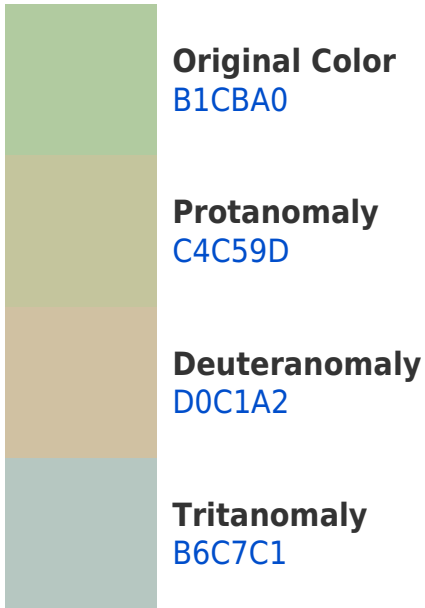 Original Color
B1CBA0
Protanomaly
C4C59D
Deuteranomaly
D0C1A2
Tritanomaly
B6C7C1